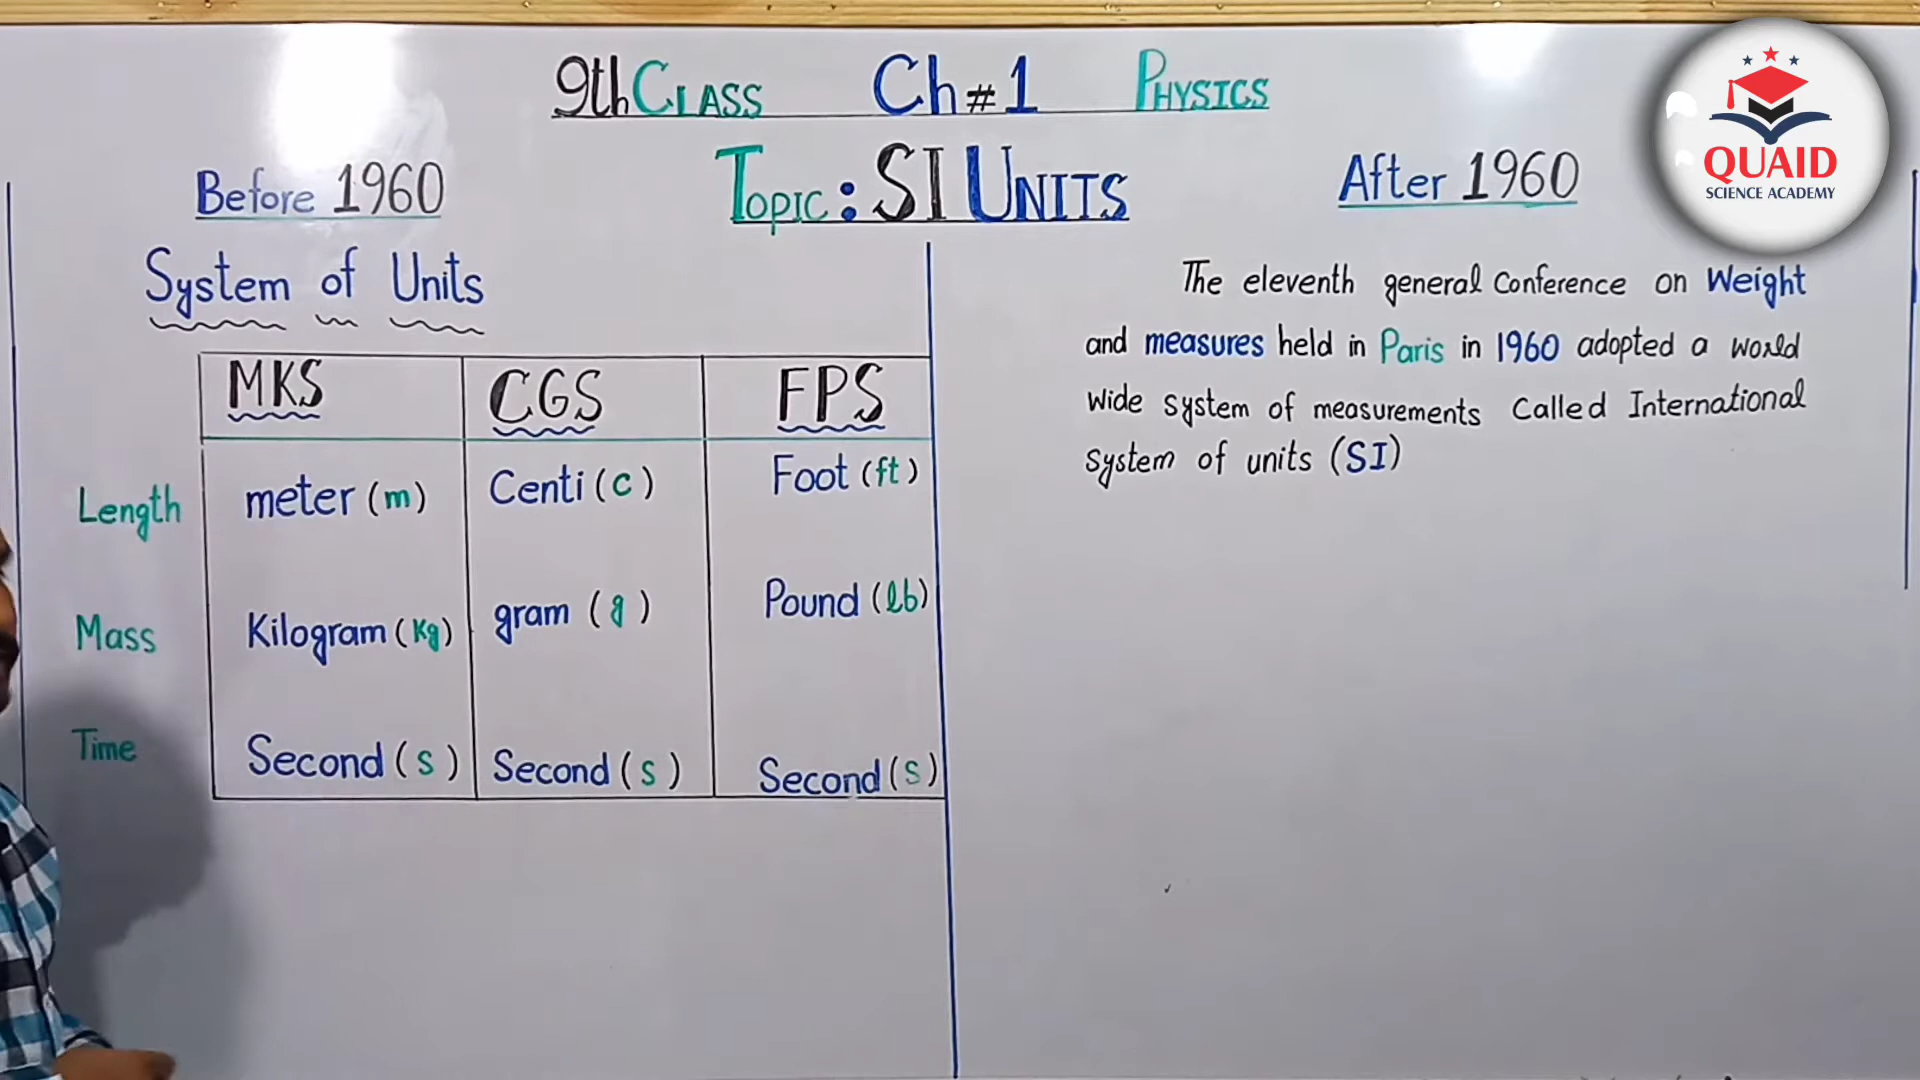 9th CLASS Ch#1 PHYSICS
TOPIC: SI UNITS
QUAID
SCIENCE ACADEMY
Before 1960
System of Units
MKS CGS FPS
Length meter (m) Centi (c) Foot (ft)
Mass Kilogram (Kg) gram (g) Pound (lb)
Time Second (s) Second (s) Second (s)
After 1960
The eleventh general Conference on Weight
and measures held in Paris in 1960 adopted a world
wide system of measurements Called International
system of units (SI)